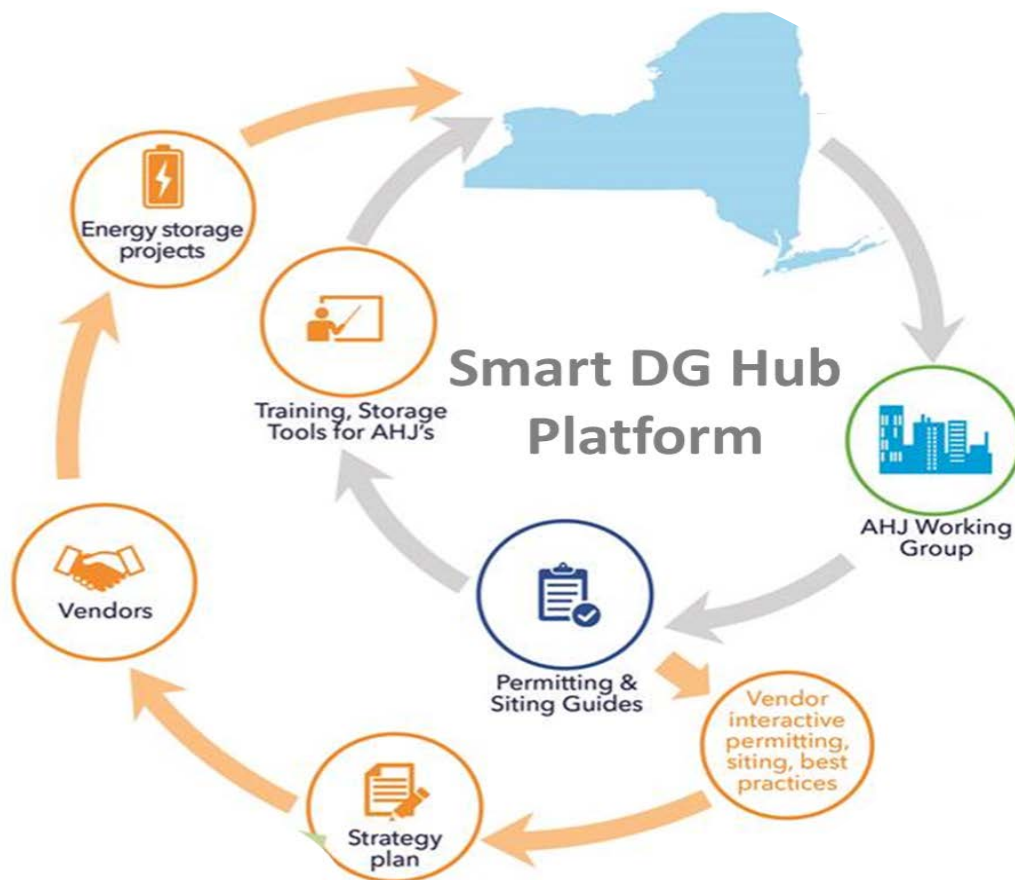 Energy storage
projects
Training, Storage
Tools for AHJ's
Smart DG Hub
Platform
AHJ Working
Group
Vendors
Permitting &
Siting Guides
Vendor
interactive
permitting,
siting, best
practices
Strategy
plan